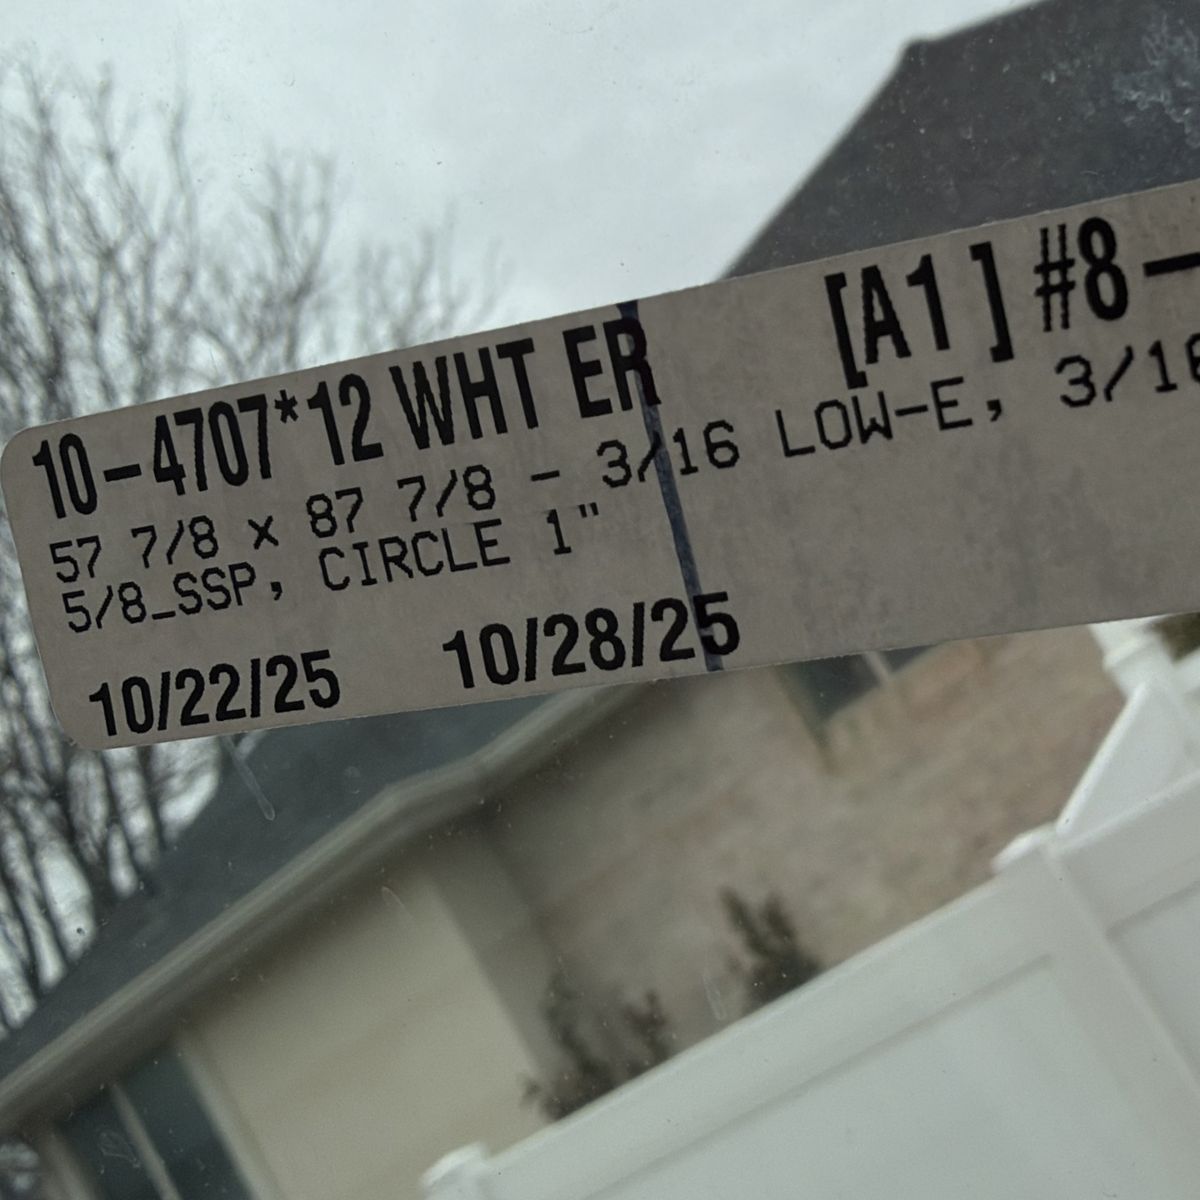 10-4707*12 WHT ER [A1] #8-
57 7/8 x 87 7/8 - 3/16 LOW-E, 3/16
5/8_SSP, CIRCLE 1"
10/22/25 10/28/25